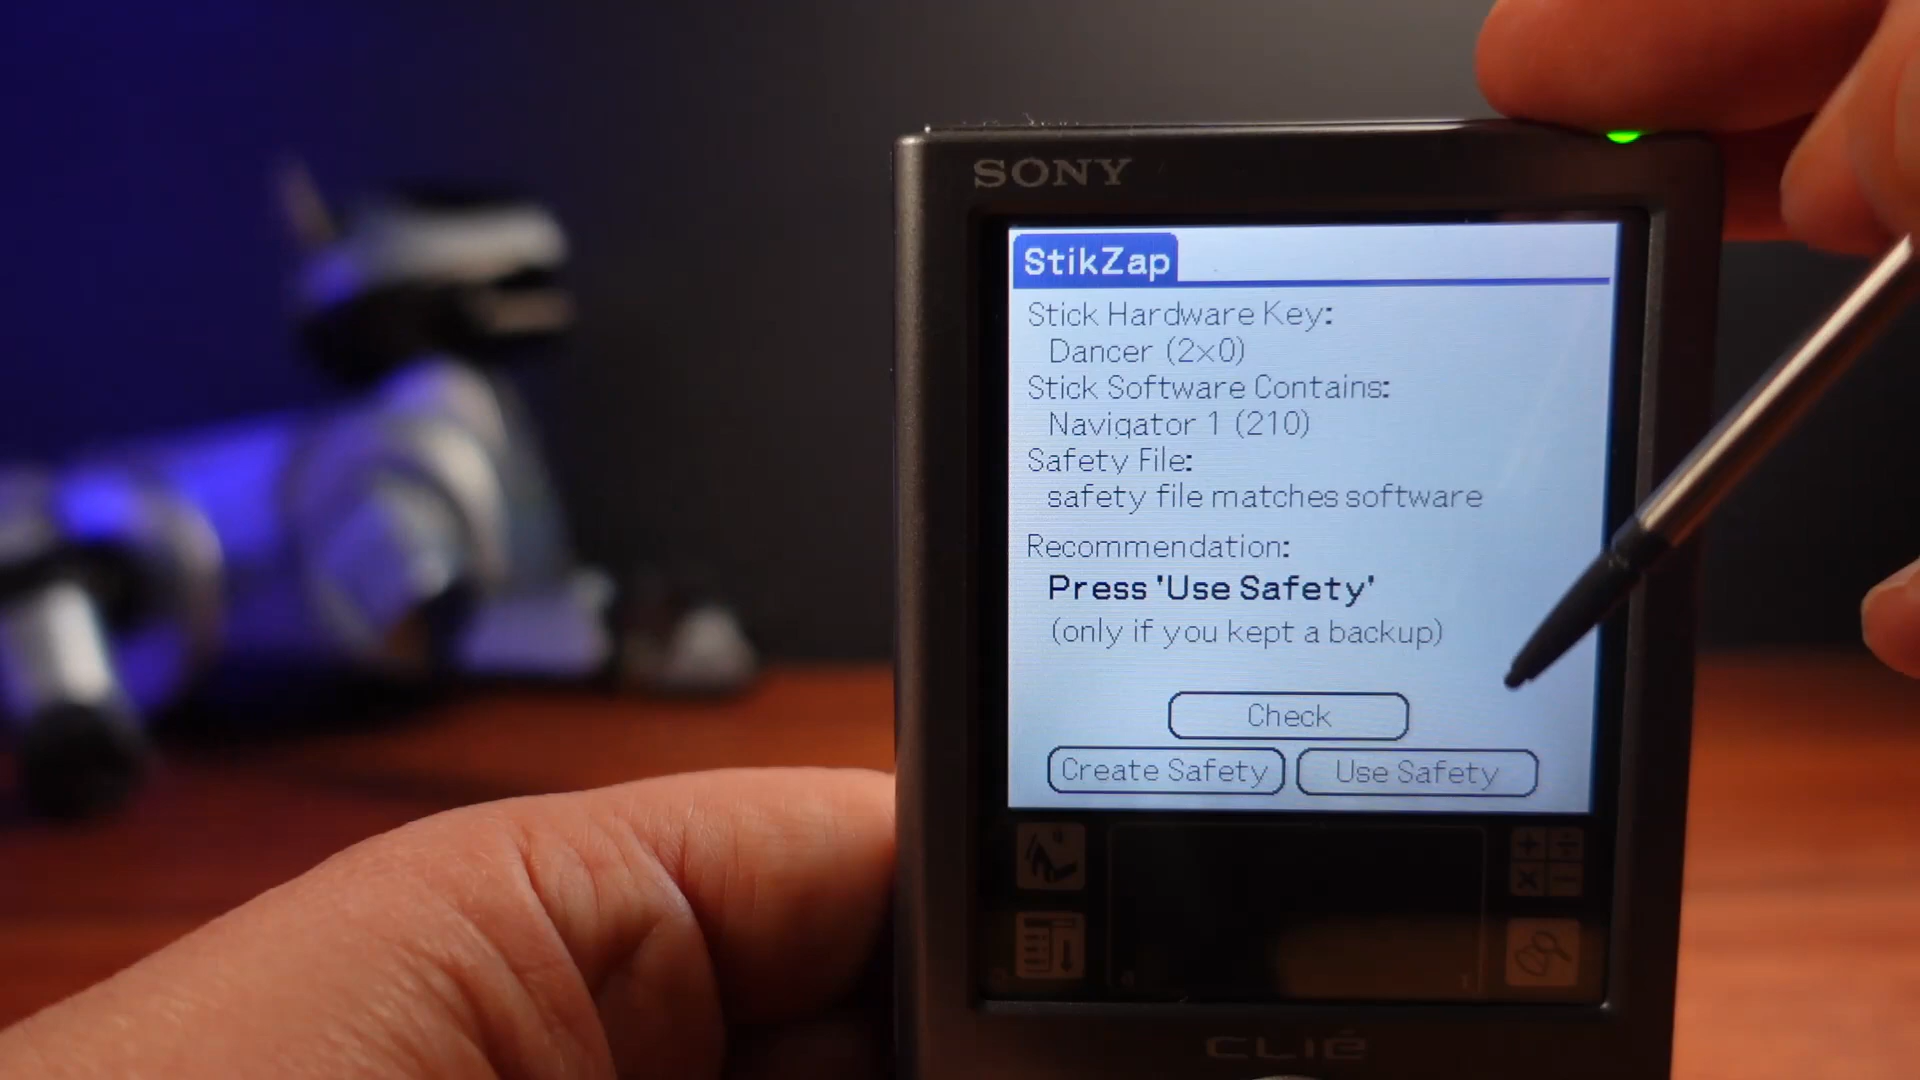 SONY
StikZap
Stick Hardware Key:
Dancer (2x0)
Stick Software Contains:
Navigator 1 (210)
Safety File:
safety file matches software
Recommendation:
Press 'Use Safety'
(only if you kept a backup)
Check
Create Safety
Use Safety
CLIÉ